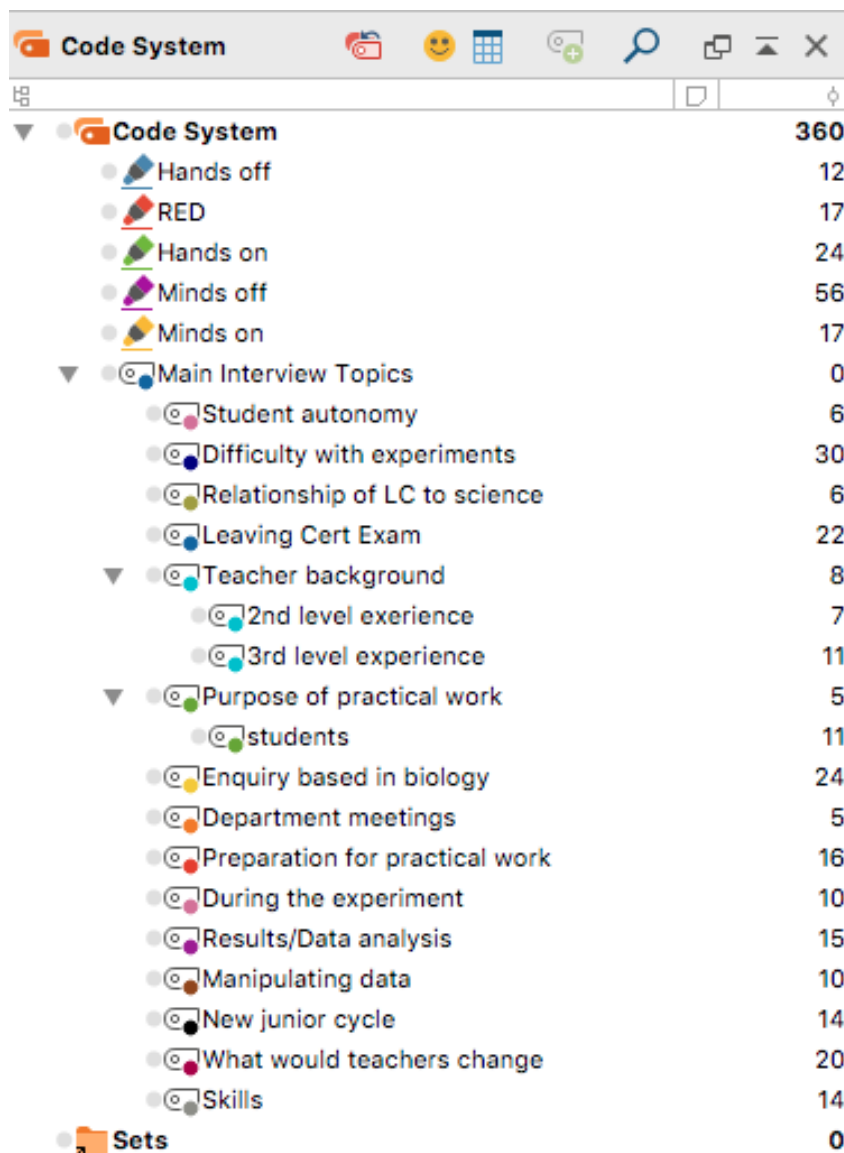 Code System
Code System 360
Hands off 12
RED 17
Hands on 24
Minds off 56
Minds on 17
Main Interview Topics 0
Student autonomy 6
Difficulty with experiments 30
Relationship of LC to science 6
Leaving Cert Exam 22
Teacher background 8
2nd level exerience 7
3rd level experience 11
Purpose of practical work 5
students 11
Enquiry based in biology 24
Department meetings 5
Preparation for practical work 16
During the experiment 10
Results/Data analysis 15
Manipulating data 10
New junior cycle 14
What would teachers change 20
Skills 14
Sets 0